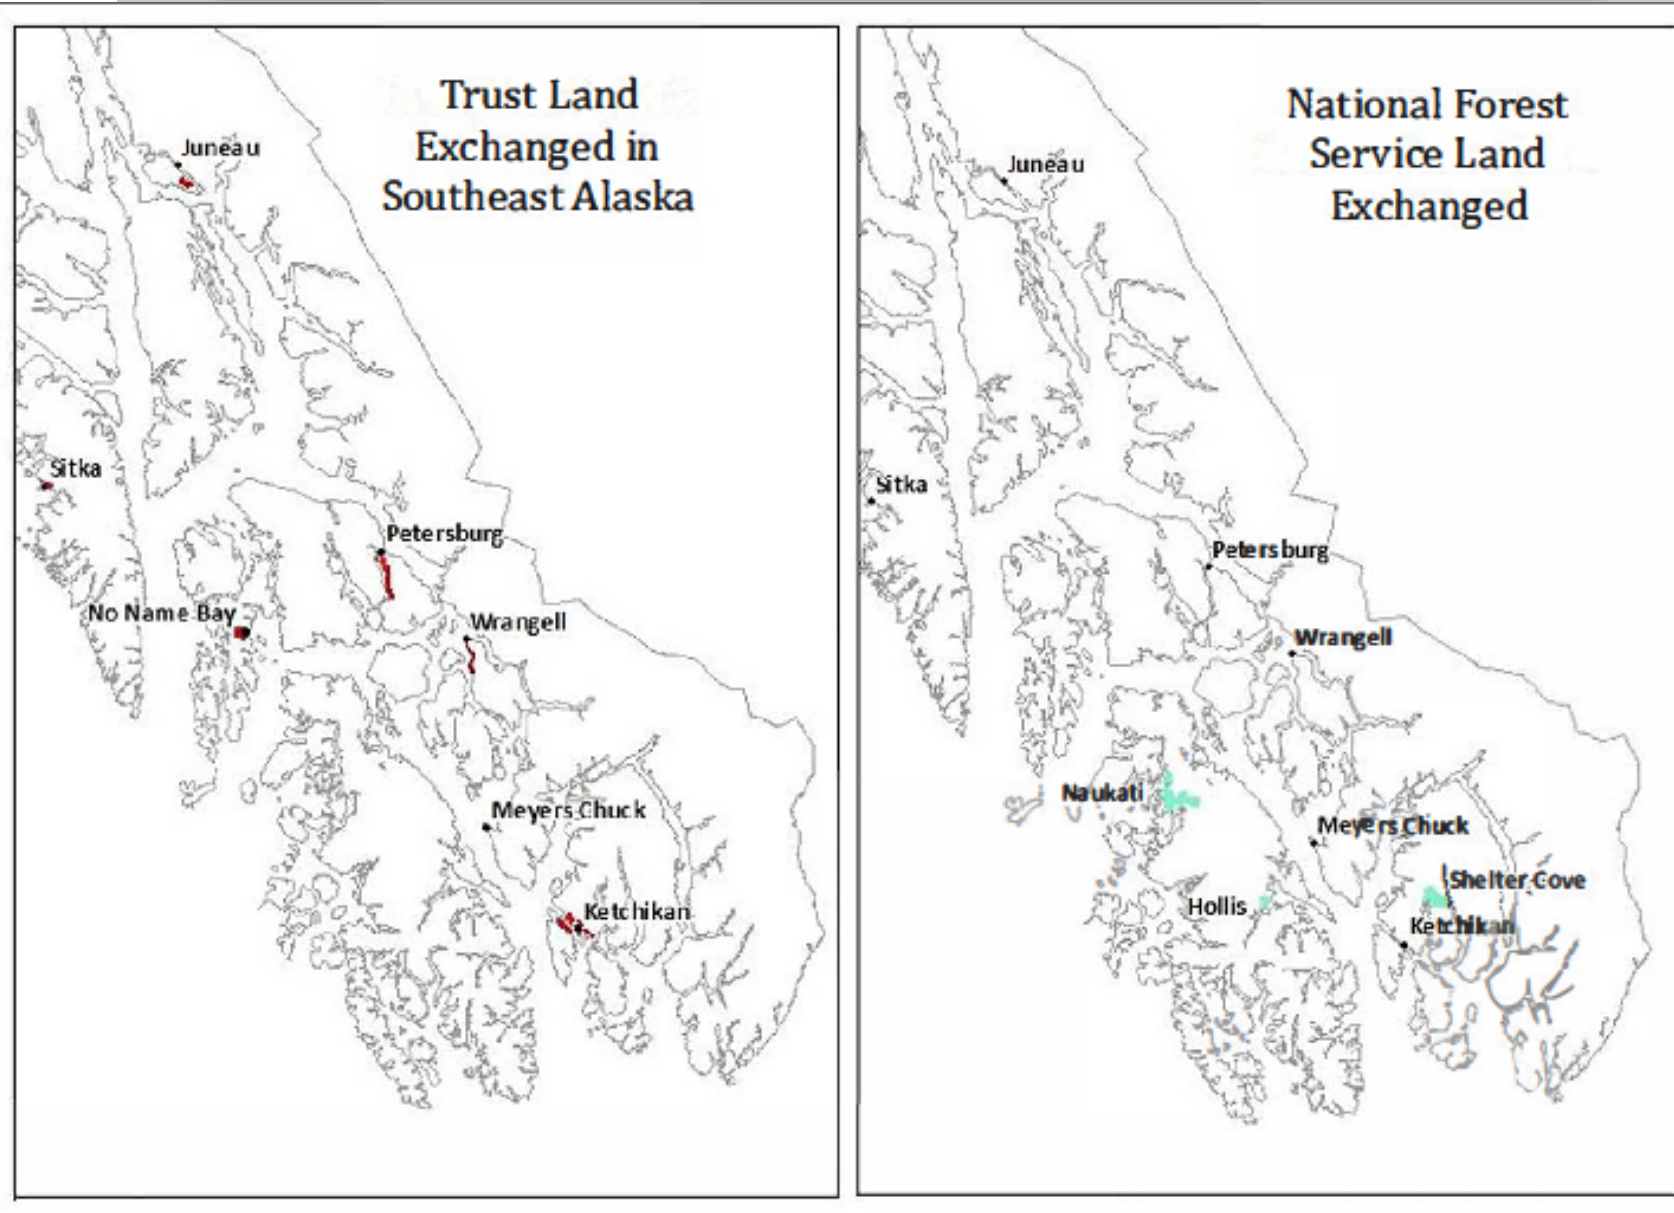 Trust Land
Exchanged in
Southeast Alaska
Juneau
Sitka
Petersburg
No Name Bay
Wrangell
Meyers Chuck
Ketchikan
National Forest
Service Land
Exchanged
Juneau
Sitka
Petersburg
Wrangell
Naukati
Meyers Chuck
Shelter Cove
Hollis
Ketchikan